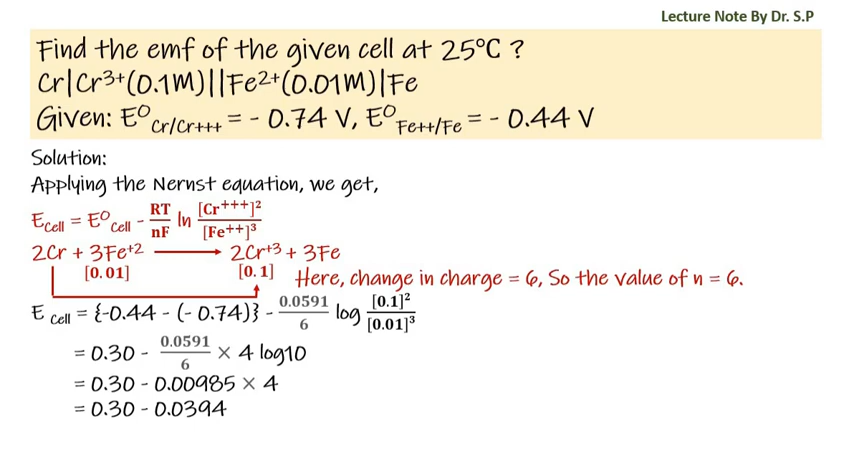 Lecture Note By Dr. S.P
Find the emf of the given cell at 25°C ?
Cr|Cr³⁺(0.1M)||Fe²⁺(0.01M)|Fe
Given: E⁰ Cr/Cr+++ = - 0.74 V, E⁰ Fe++/Fe = - 0.44 V
Solution:
Applying the Nernst equation, we get,
E Cell = E⁰ cell - RT/nF ln [Cr⁺⁺⁺]²/[Fe⁺⁺]³
2Cr + 3Fe⁺² ⟶ 2Cr⁺³ + 3Fe
[0.01] [0.1] Here, change in charge = 6, So the value of n = 6.
E Cell = {-0.44 - (- 0.74)} - 0.0591/6 log [0.1]²/[0.01]³
= 0.30 - 0.0591/6 × 4 log10
= 0.30 - 0.00985 × 4
= 0.30 - 0.0394